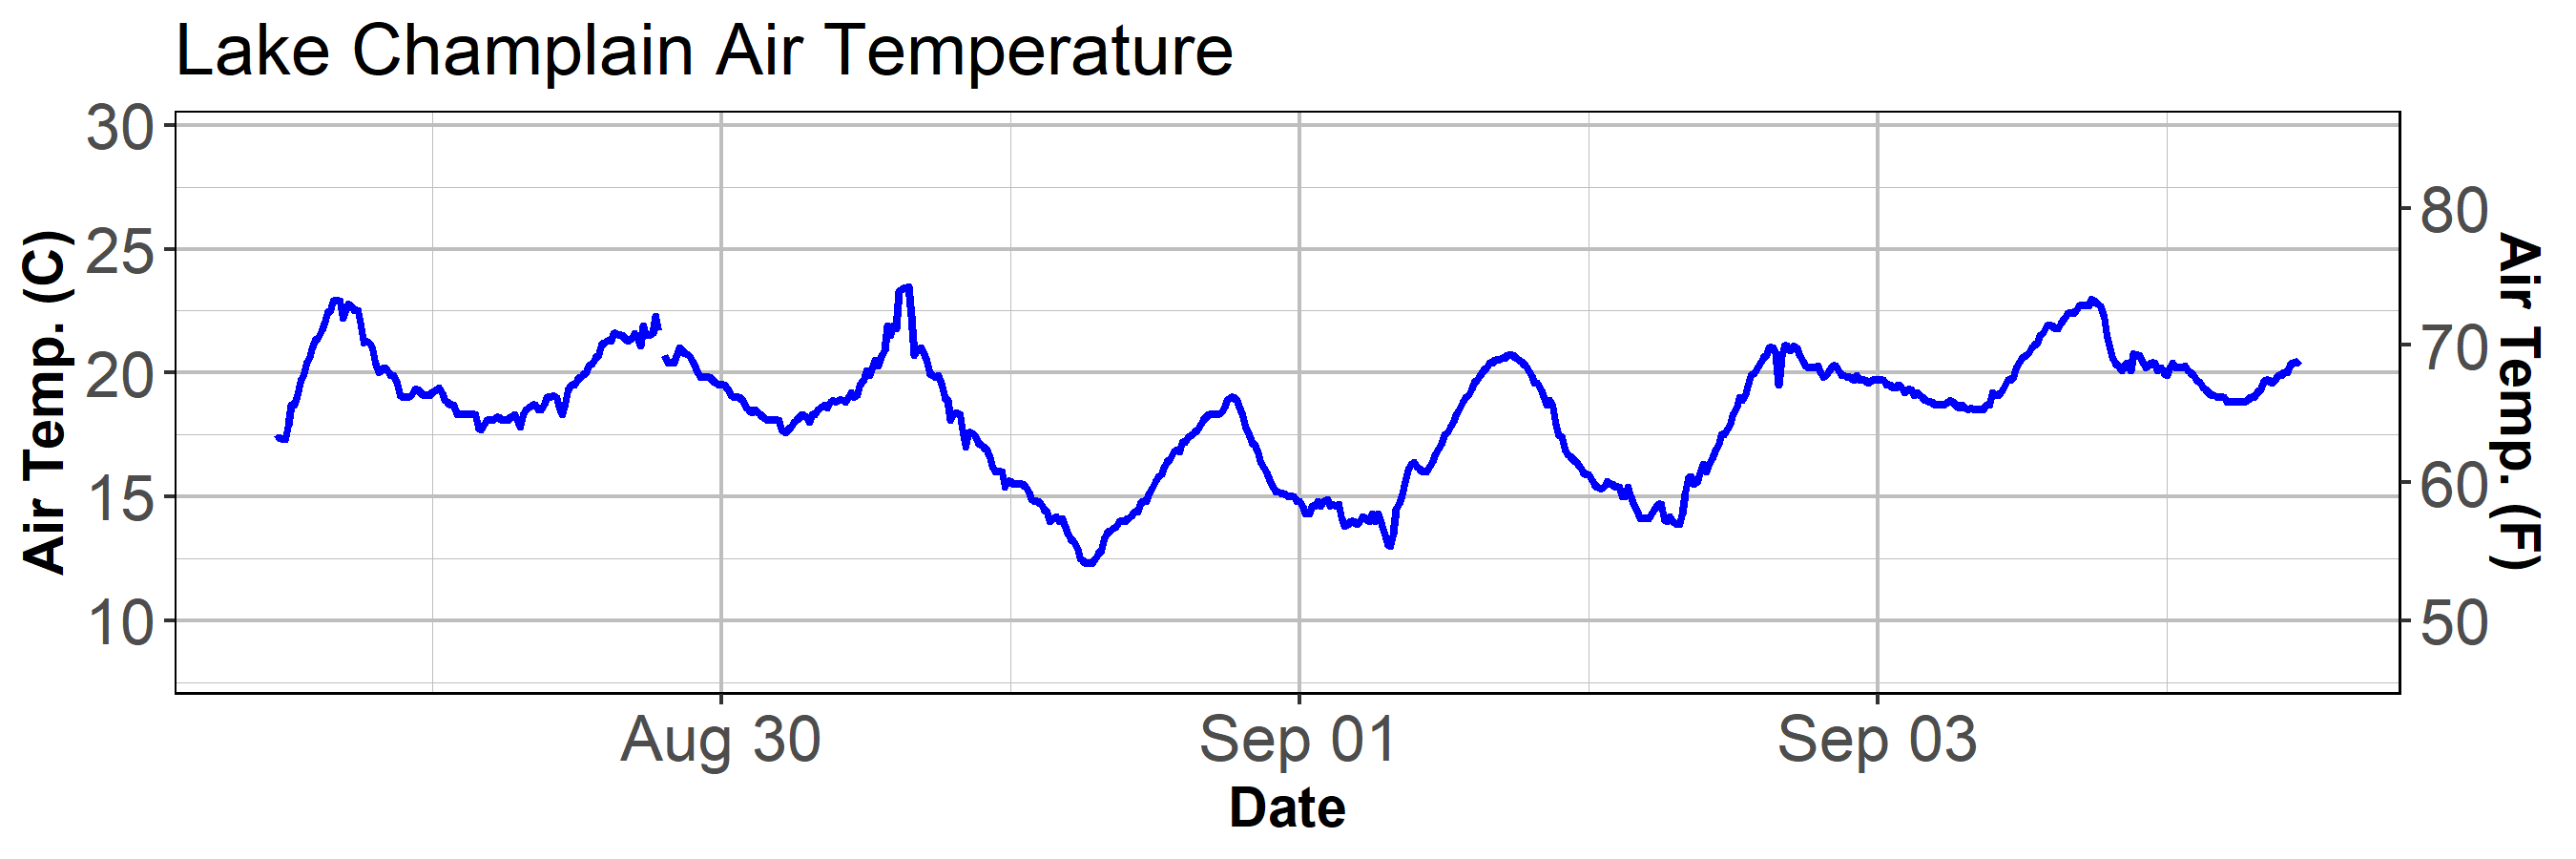 Lake Champlain Air Temperature
Air Temp. (C)
30
25
20
15
10
80
70
60
50
Air Temp. (F)
Aug 30
Sep 01
Sep 03
Date